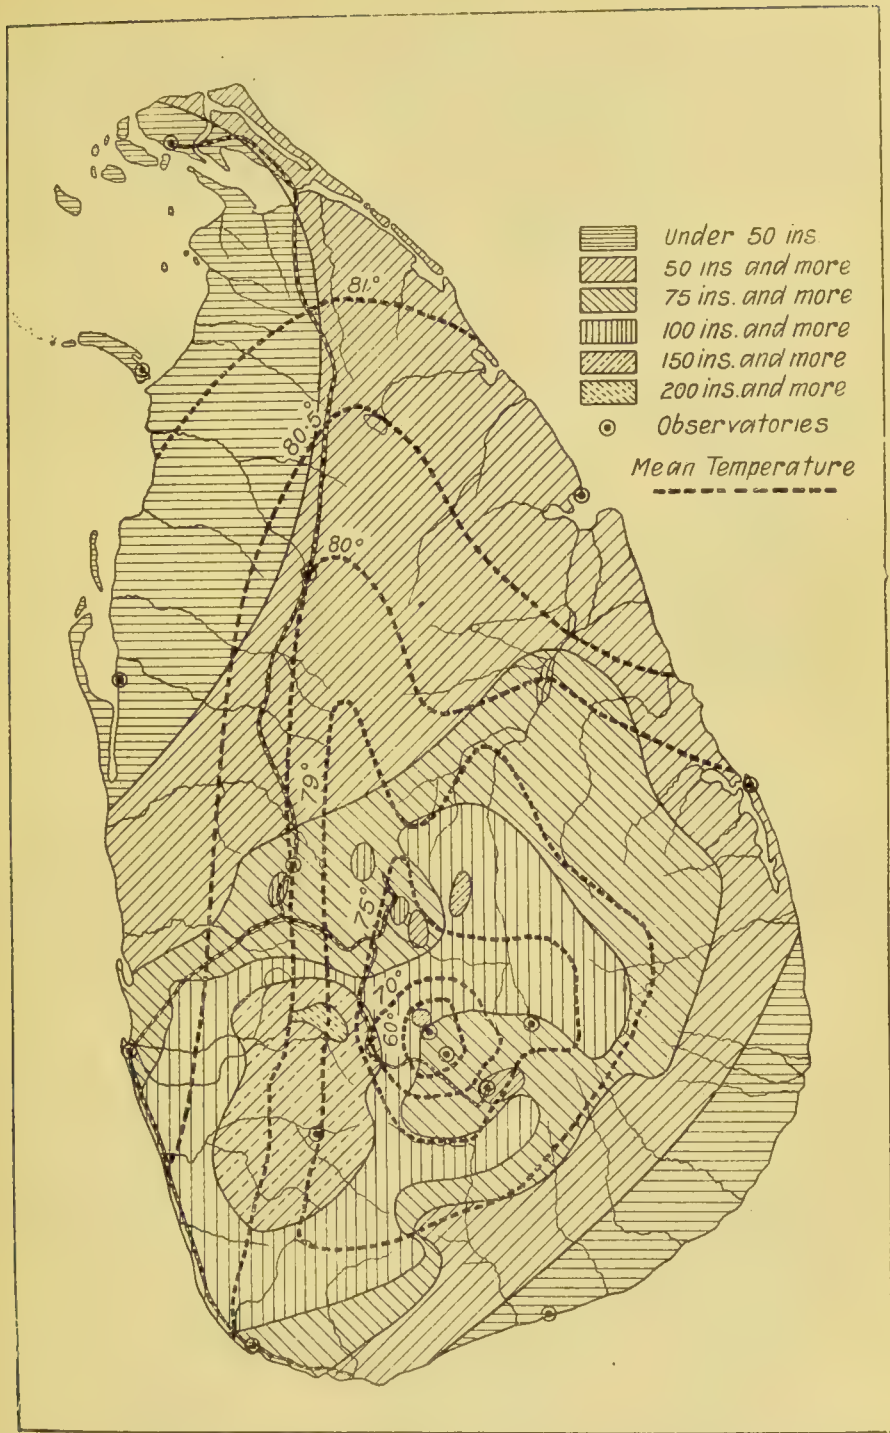 Under 50 ins
50 ins and more
75 ins. and more
100 ins. and more
150 ins. and more
200 ins. and more
Observatories
Mean Temperature
81°
80·5°
80°
79°
75°
70°
60°